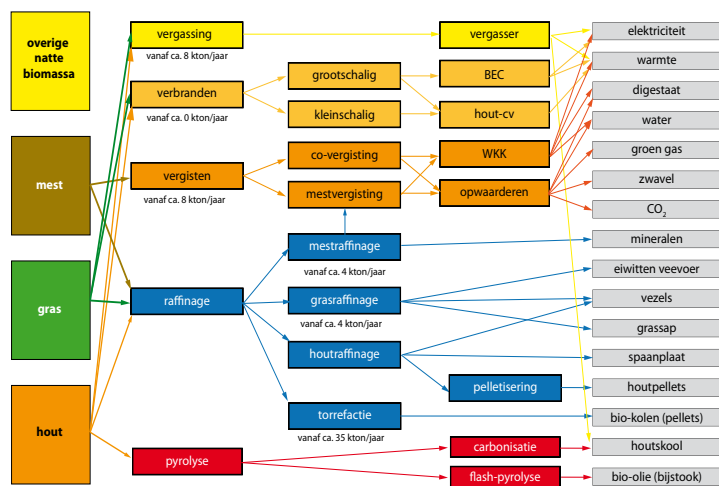 overige
natte
biomassa
mest
gras
hout
vergassing
vanaf ca. 8 kton/jaar
verbranden
vanaf ca. 0 kton/jaar
vergisten
vanaf ca. 8 kton/jaar
raffinage
pyrolyse
grootschalig
kleinschalig
co-vergisting
mestvergisting
mestraffinage
vanaf ca. 4 kton/jaar
grasraffinage
vanaf ca. 4 kton/jaar
houtraffinage
torrefactie
vanaf ca. 35 kton/jaar
vergasser
BEC
hout-cv
WKK
opwaarderen
pelletisering
carbonisatie
flash-pyrolyse
elektriciteit
warmte
digestaat
water
groen gas
zwavel
CO₂
mineralen
eiwitten veevoer
vezels
grassap
spaanplaat
houtpellets
bio-kolen (pellets)
houtskool
bio-olie (bijstook)